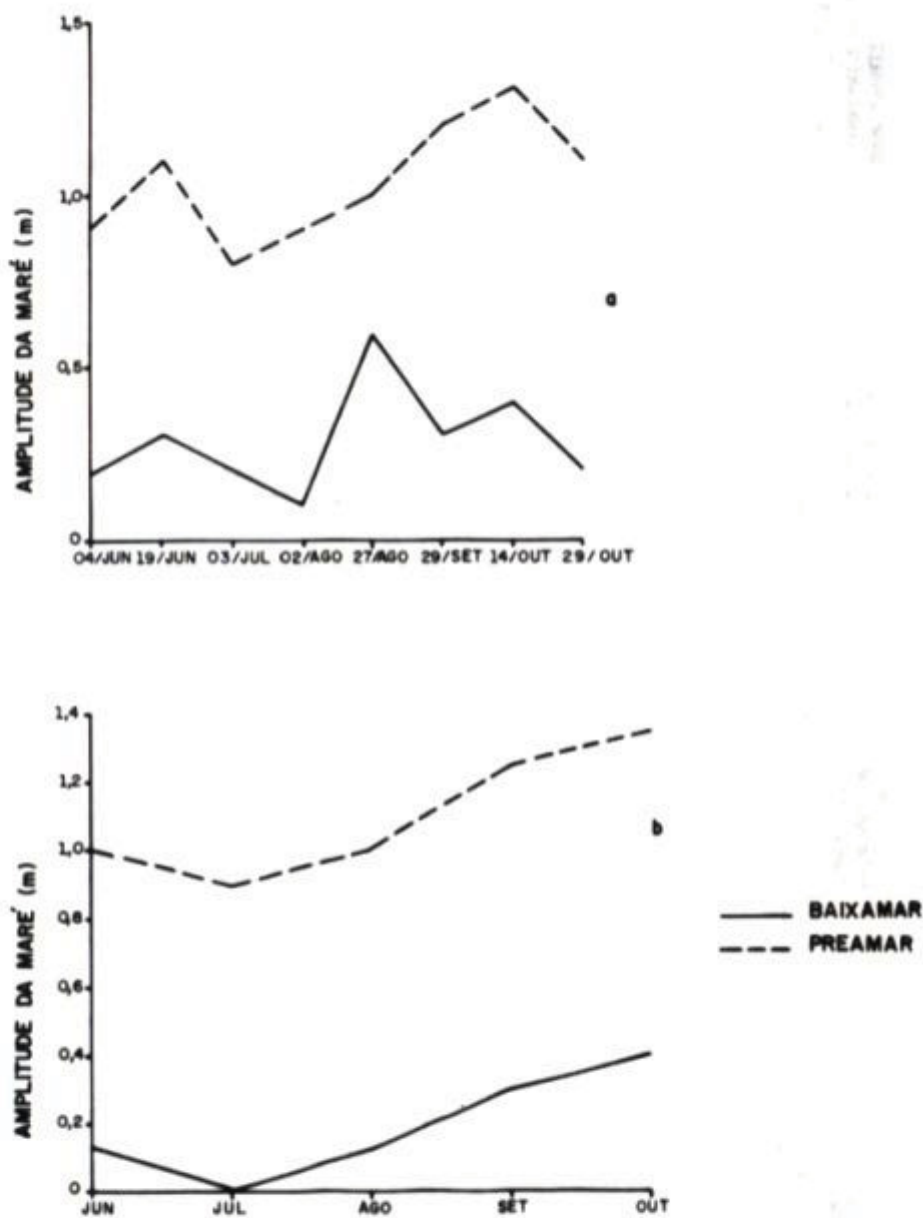 1,5
1,0
0,5
0
AMPLITUDE DA MARÉ (m)
04/JUN 19/JUN 03/JUL 02/AGO 27/AGO 29/SET 14/OUT 29/OUT
a
1,4
1,2
1,0
0,8
0,6
0,4
0,2
0
AMPLITUDE DA MARÉ (m)
JUN JUL AGO SET OUT
b
BAIXAMAR
PREAMAR